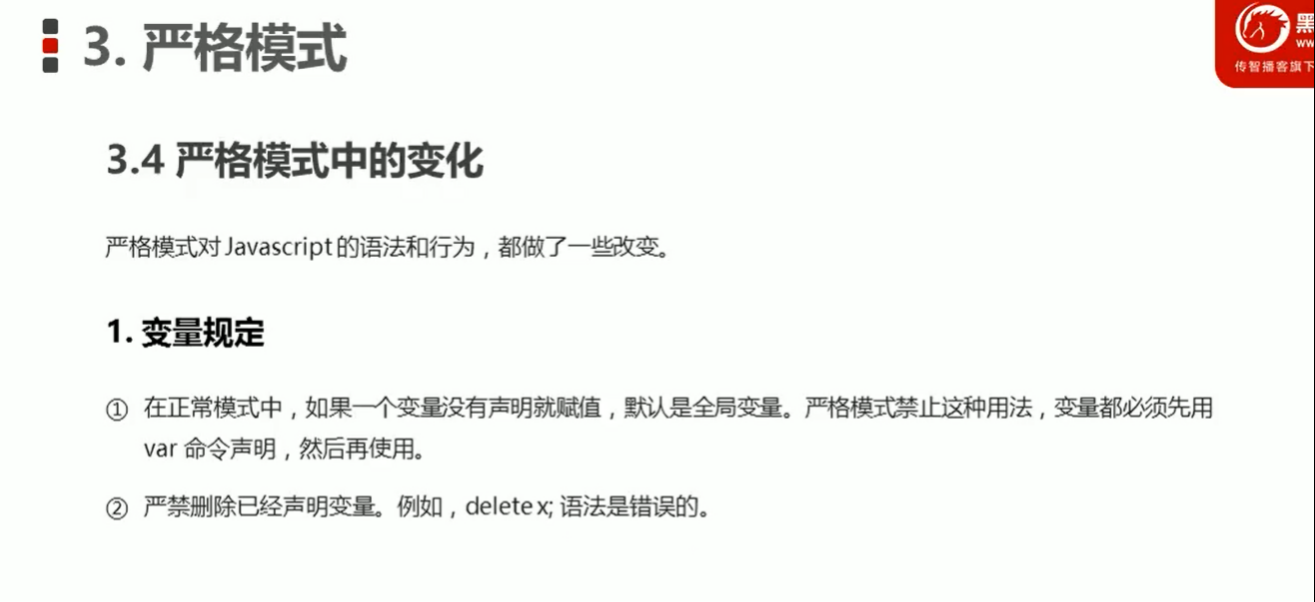 3. 严格模式
黑
ww
传智播客旗下
3.4 严格模式中的变化
严格模式对 Javascript 的语法和行为，都做了一些改变。
1. 变量规定
① 在正常模式中，如果一个变量没有声明就赋值，默认是全局变量。严格模式禁止这种用法，变量都必须先用
var 命令声明，然后再使用。
② 严禁删除已经声明变量。例如，delete x; 语法是错误的。